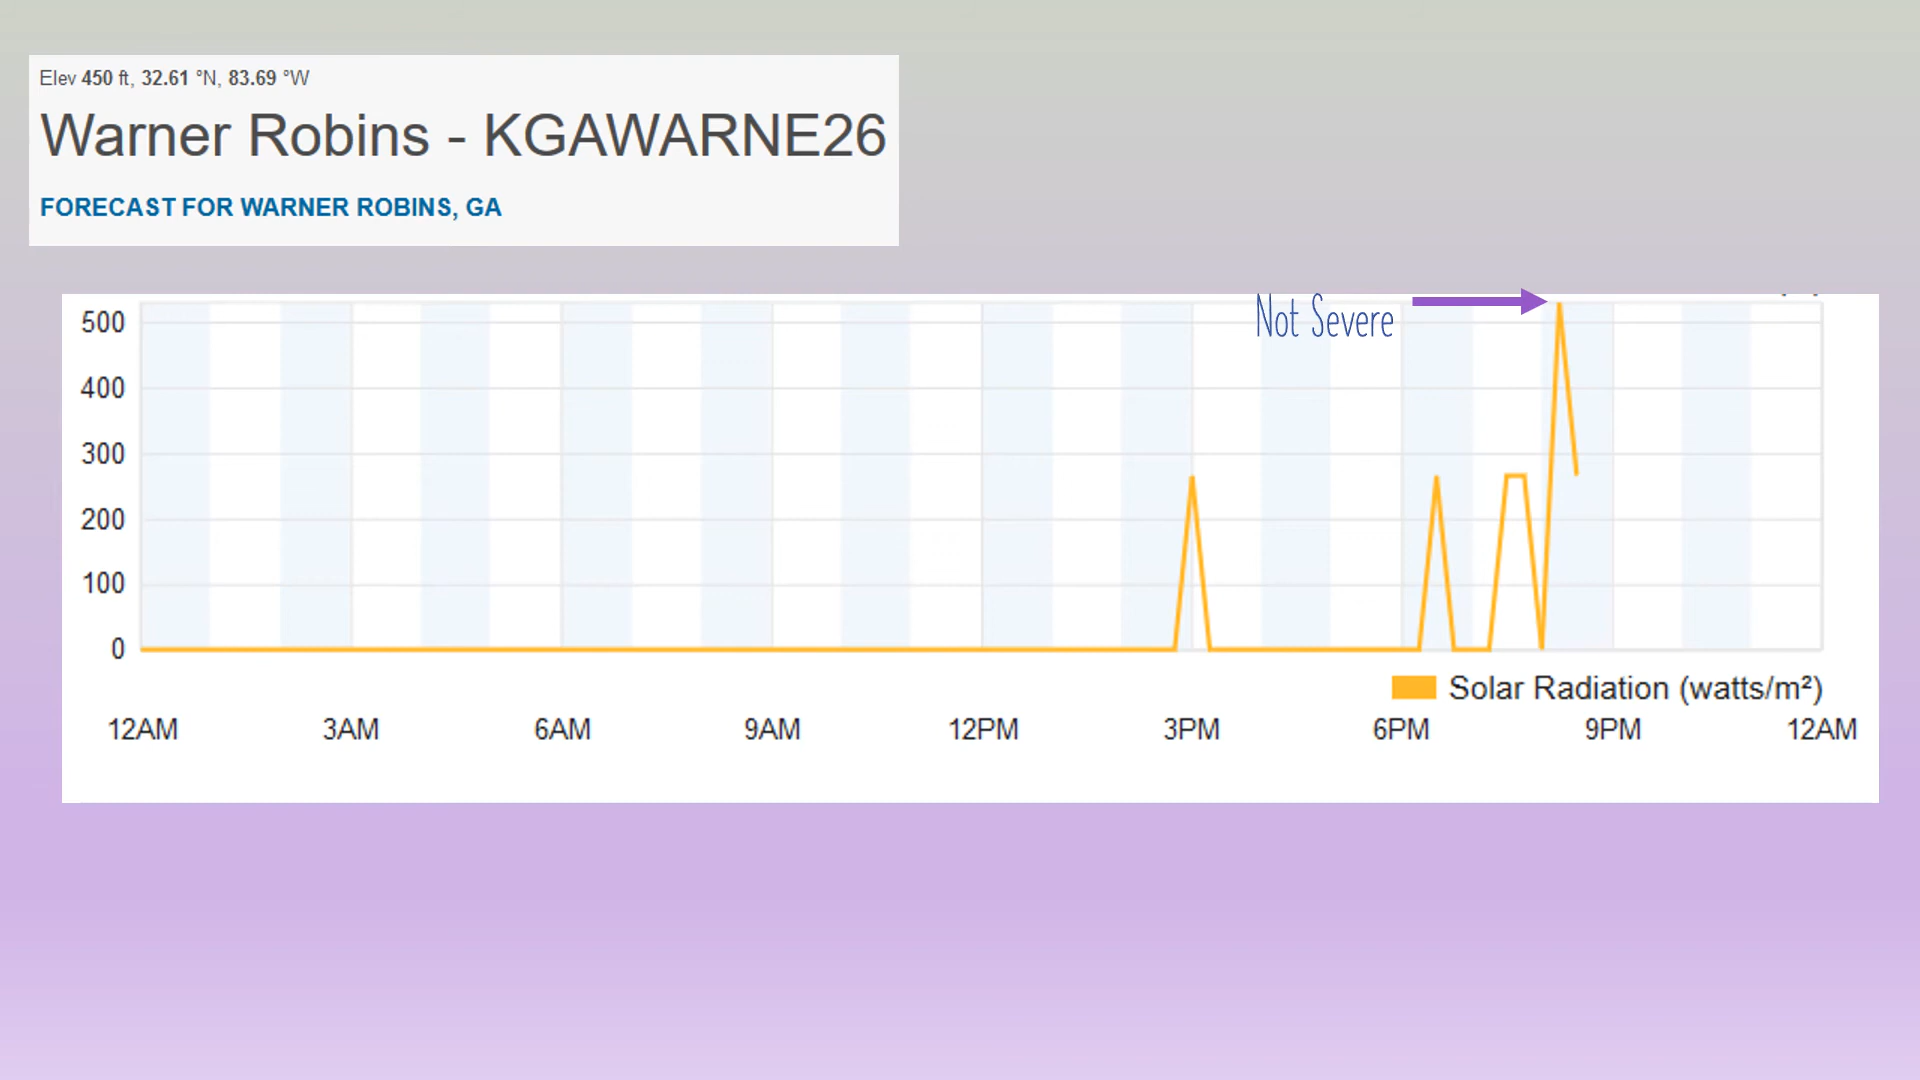 Elev 450 ft, 32.61 °N, 83.69 °W
Warner Robins - KGAWARNE26
FORECAST FOR WARNER ROBINS, GA
Not Severe
500
400
300
200
100
0
Solar Radiation (watts/m²)
12AM 3AM 6AM 9AM 12PM 3PM 6PM 9PM 12AM